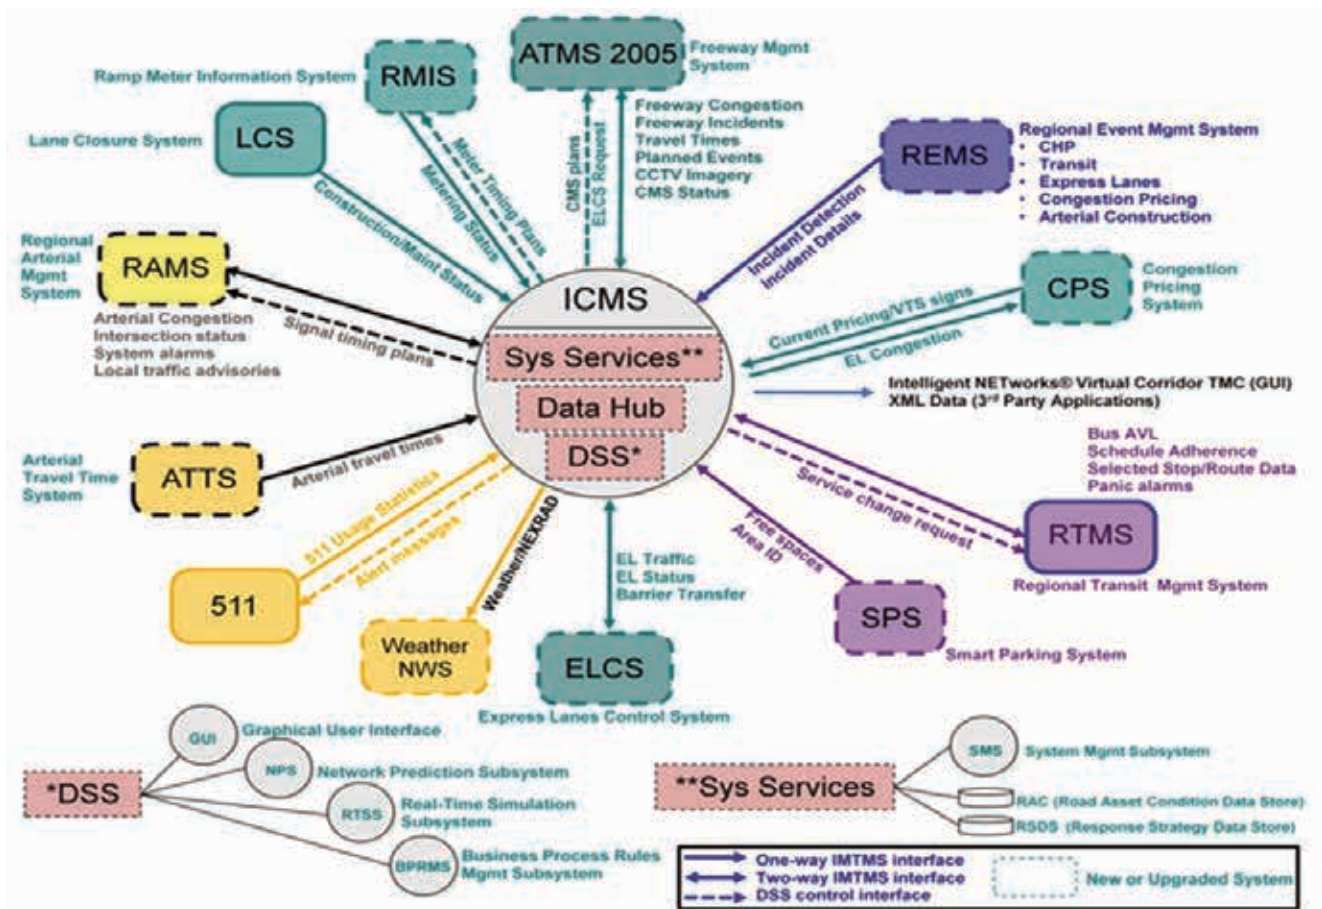 ATMS 2005
Freeway Mgmt
System
Ramp Meter Information System
RMIS
Lane Closure System
LCS
Freeway Congestion
Freeway Incidents
Travel Times
Planned Events
CCTV Imagery
CMS Status
CMS plans
ELCS Request
Meter Timing Plans
Metering Status
Construction/Maint Status
REMS
Regional Event Mgmt System
• CHP
• Transit
• Express Lanes
• Congestion Pricing
• Arterial Construction
Incident Detection
Incident Details
Regional
Arterial
Mgmt
System
RAMS
Arterial Congestion
Intersection status
System alarms
Local traffic advisories
Signal timing plans
ICMS
Sys Services**
Data Hub
DSS*
CPS
Congestion
Pricing
System
Current Pricing/VTS signs
EL Congestion
Intelligent NETworks® Virtual Corridor TMC (GUI)
XML Data (3rd Party Applications)
Arterial
Travel Time
System
ATTS
Arterial travel times
Bus AVL
Schedule Adherence
Selected Stop/Route Data
Panic alarms
Service change request
RTMS
Regional Transit Mgmt System
511
511 Usage Statistics
Alert messages
Weather/NEXRAD
Weather
NWS
EL Traffic
EL Status
Barrier Transfer
ELCS
Express Lanes Control System
Free spaces
Area ID
SPS
Smart Parking System
*DSS
GUI
Graphical User Interface
NPS
Network Prediction Subsystem
RTSS
Real-Time Simulation
Subsystem
BPRMS
Business Process Rules
Mgmt Subsystem
**Sys Services
SMS
System Mgmt Subsystem
RAC (Road Asset Condition Data Store)
RSDS (Response Strategy Data Store)
One-way IMTMS interface
Two-way IMTMS interface
DSS control interface
New or Upgraded System